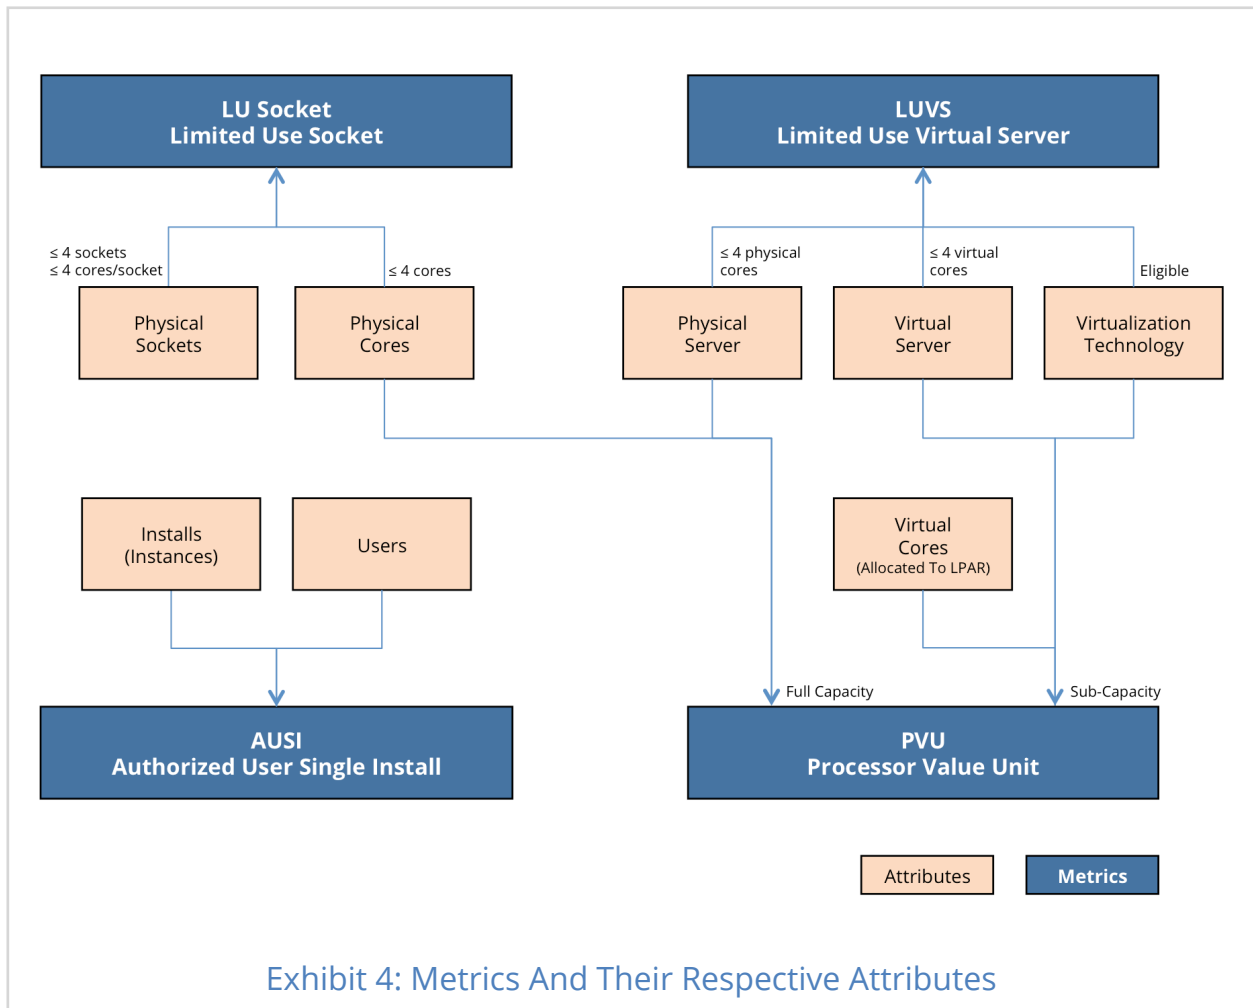 LU Socket
Limited Use Socket
LUVS
Limited Use Virtual Server
≤ 4 sockets
≤ 4 cores/socket
≤ 4 cores
≤ 4 physical
cores
≤ 4 virtual
cores
Eligible
Physical
Sockets
Physical
Cores
Physical
Server
Virtual
Server
Virtualization
Technology
Installs
(Instances)
Users
Virtual
Cores
(Allocated To LPAR)
Full Capacity
Sub-Capacity
AUSI
Authorized User Single Install
PVU
Processor Value Unit
Attributes
Metrics
Exhibit 4: Metrics And Their Respective Attributes